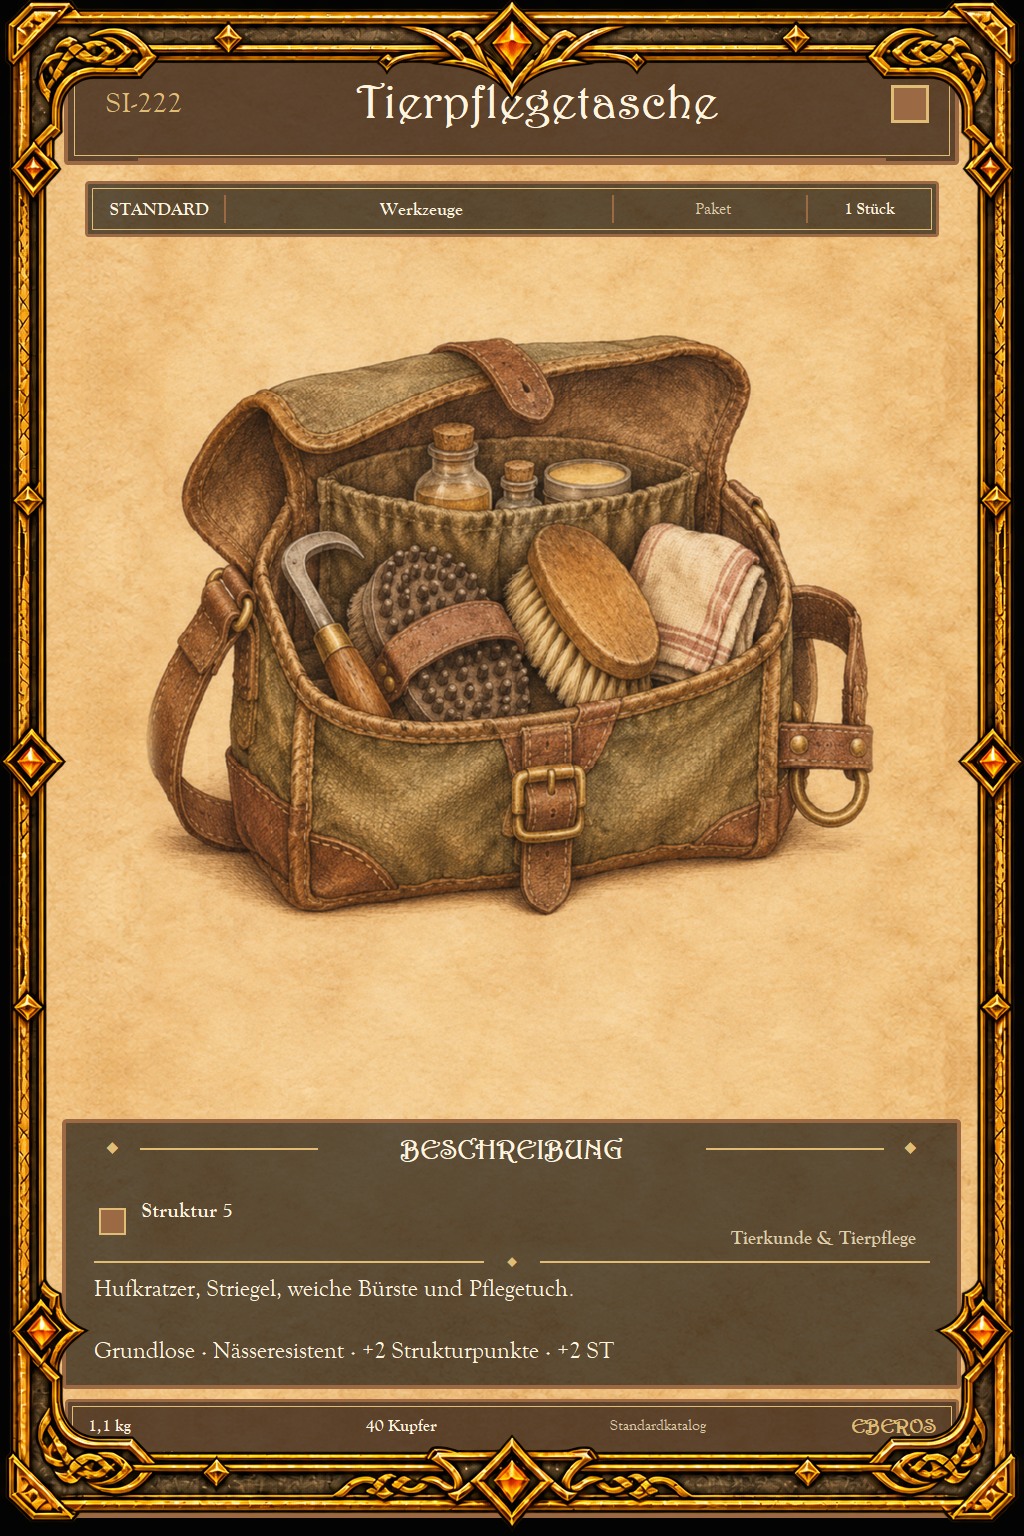 SI-222 Tierpflegetasche
STANDARD Werkzeuge Paket 1 Stück
BESCHREIBUNG
Struktur 5
Tierkunde & Tierpflege
Hufkratzer, Striegel, weiche Bürste und Pflegetuch.
Grundlose · Nässeresistent · +2 Strukturpunkte · +2 ST
1,1 kg 40 Kupfer Standardkatalog EBEROS